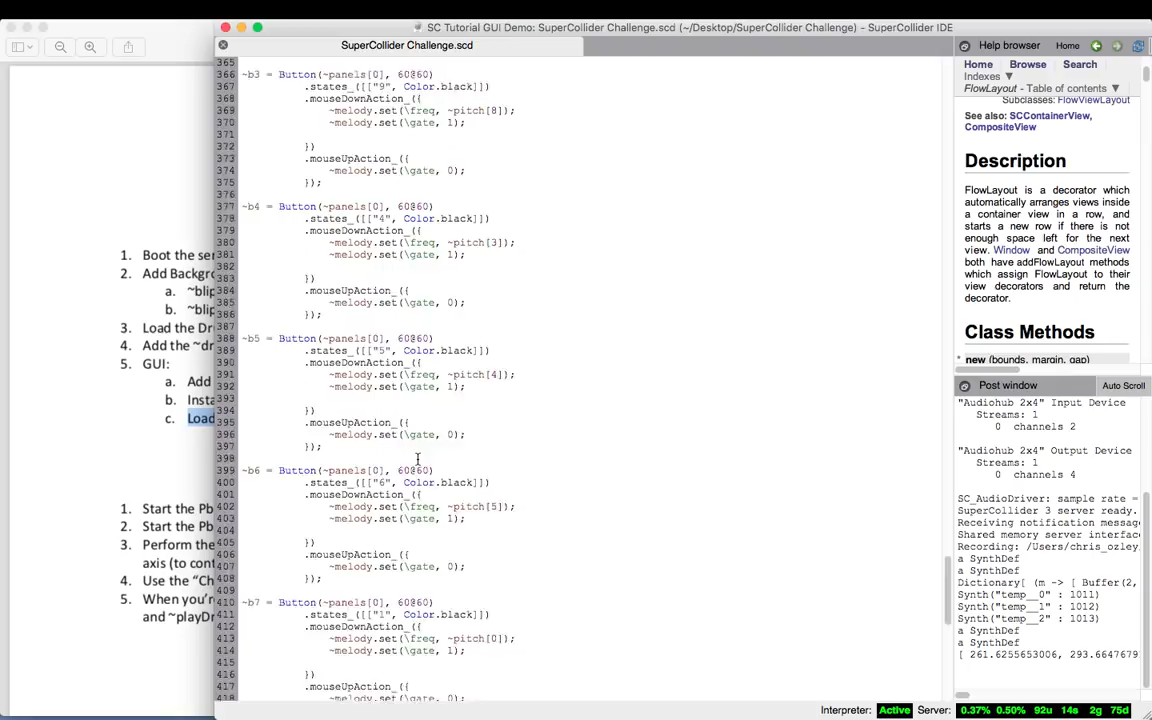 SC Tutorial GUI Demo: SuperCollider Challenge.scd (~/Desktop/SuperCollider Challenge) - SuperCollider IDE
SuperCollider Challenge.scd
1. Boot the ser
2. Add Backgro
a. ~blip
b. ~blip
3. Load the Dru
4. Add the ~dr
5. GUI:
a. Add
b. Insta
c. Load
1. Start the Pb
2. Start the Pb
3. Perform the
axis (to cont
4. Use the “Ch
5. When you're
and ~playDr
365
366 ~b3 = Button(~panels[0], 60@60)
367 .states_([["9", Color.black]])
368 .mouseDownAction_({
369 ~melody.set(\freq, ~pitch[8]);
370 ~melody.set(\gate, 1);
371
372 })
373 .mouseUpAction_({
374 ~melody.set(\gate, 0);
375 });
376
377 ~b4 = Button(~panels[0], 60@60)
378 .states_([["4", Color.black]])
379 .mouseDownAction_({
380 ~melody.set(\freq, ~pitch[3]);
381 ~melody.set(\gate, 1);
382
383 })
384 .mouseUpAction_({
385 ~melody.set(\gate, 0);
386 });
387
388 ~b5 = Button(~panels[0], 60@60)
389 .states_([["5", Color.black]])
390 .mouseDownAction_({
391 ~melody.set(\freq, ~pitch[4]);
392 ~melody.set(\gate, 1);
393
394 })
395 .mouseUpAction_({
396 ~melody.set(\gate, 0);
397 });
398
399 ~b6 = Button(~panels[0], 60@60)
400 .states_([["6", Color.black]])
401 .mouseDownAction_({
402 ~melody.set(\freq, ~pitch[5]);
403 ~melody.set(\gate, 1);
404
405 })
406 .mouseUpAction_({
407 ~melody.set(\gate, 0);
408 });
409
410 ~b7 = Button(~panels[0], 60@60)
411 .states_([["1", Color.black]])
412 .mouseDownAction_({
413 ~melody.set(\freq, ~pitch[0]);
414 ~melody.set(\gate, 1);
415
416 })
417 .mouseUpAction_({
418 ~melody.set(\gate, 0);
Help browser Home
Home Browse Search
Indexes ▼
FlowLayout - Table of contents ▼
Subclasses: FlowViewLayout
See also: SCContainerView,
CompositeView
Description
FlowLayout is a decorator which
automatically arranges views inside
a container view in a row, and
starts a new row if there is not
enough space left for the next
view. Window and CompositeView
both have addFlowLayout methods
which assign FlowLayout to their
view decorators and return the
decorator.
Class Methods
* new (bounds, margin, gap)
Post window Auto Scroll
"Audiohub 2x4" Input Device
Streams: 1
0 channels 2
"Audiohub 2x4" Output Device
Streams: 1
0 channels 4
SC_AudioDriver: sample rate =
SuperCollider 3 server ready.
Receiving notification messag
Shared memory server interfac
Recording: /Users/chris_ozley
a SynthDef
a SynthDef
Dictionary[ (m -> [ Buffer(2,
Synth("temp__0" : 1011)
Synth("temp__1" : 1012)
Synth("temp__2" : 1013)
a SynthDef
a SynthDef
[ 261.6255653006, 293.6647679
Interpreter: Active Server: 0.37% 0.50% 92u 14s 2g 75d